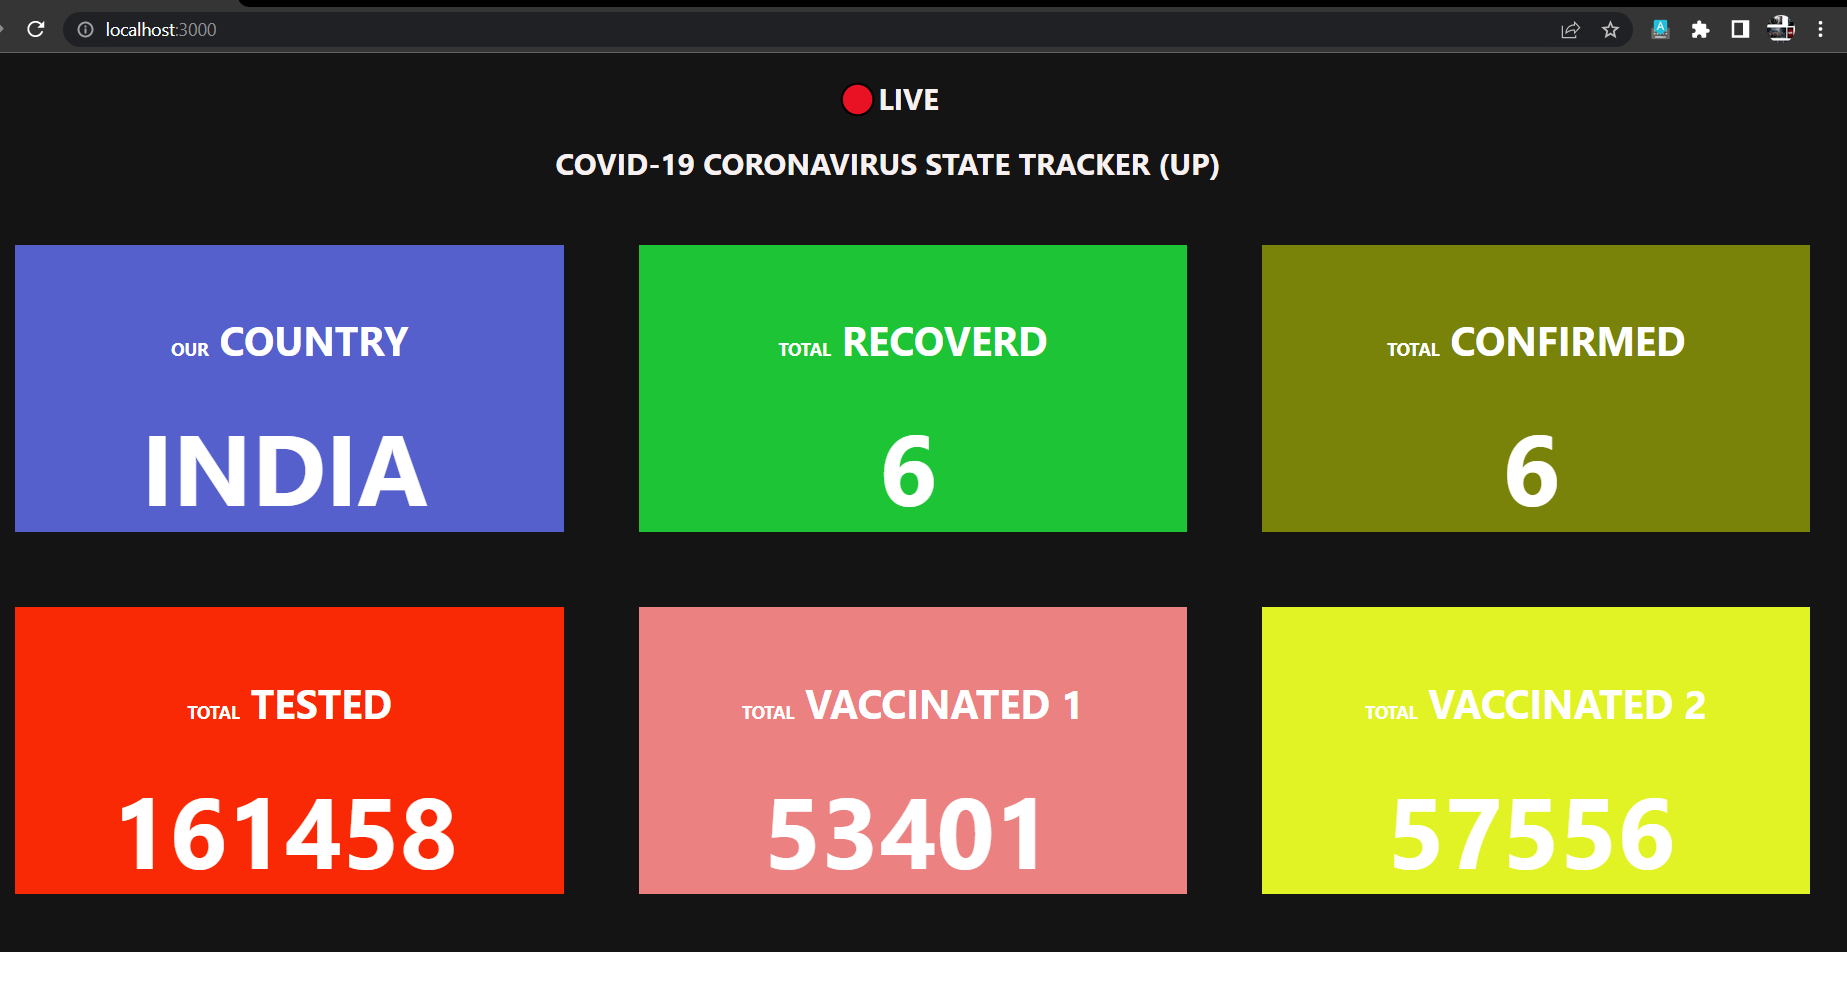 localhost:3000
LIVE
COVID-19 CORONAVIRUS STATE TRACKER (UP)
OUR COUNTRY
INDIA
TOTAL RECOVERD
6
TOTAL CONFIRMED
6
TOTAL TESTED
161458
TOTAL VACCINATED 1
53401
TOTAL VACCINATED 2
57556